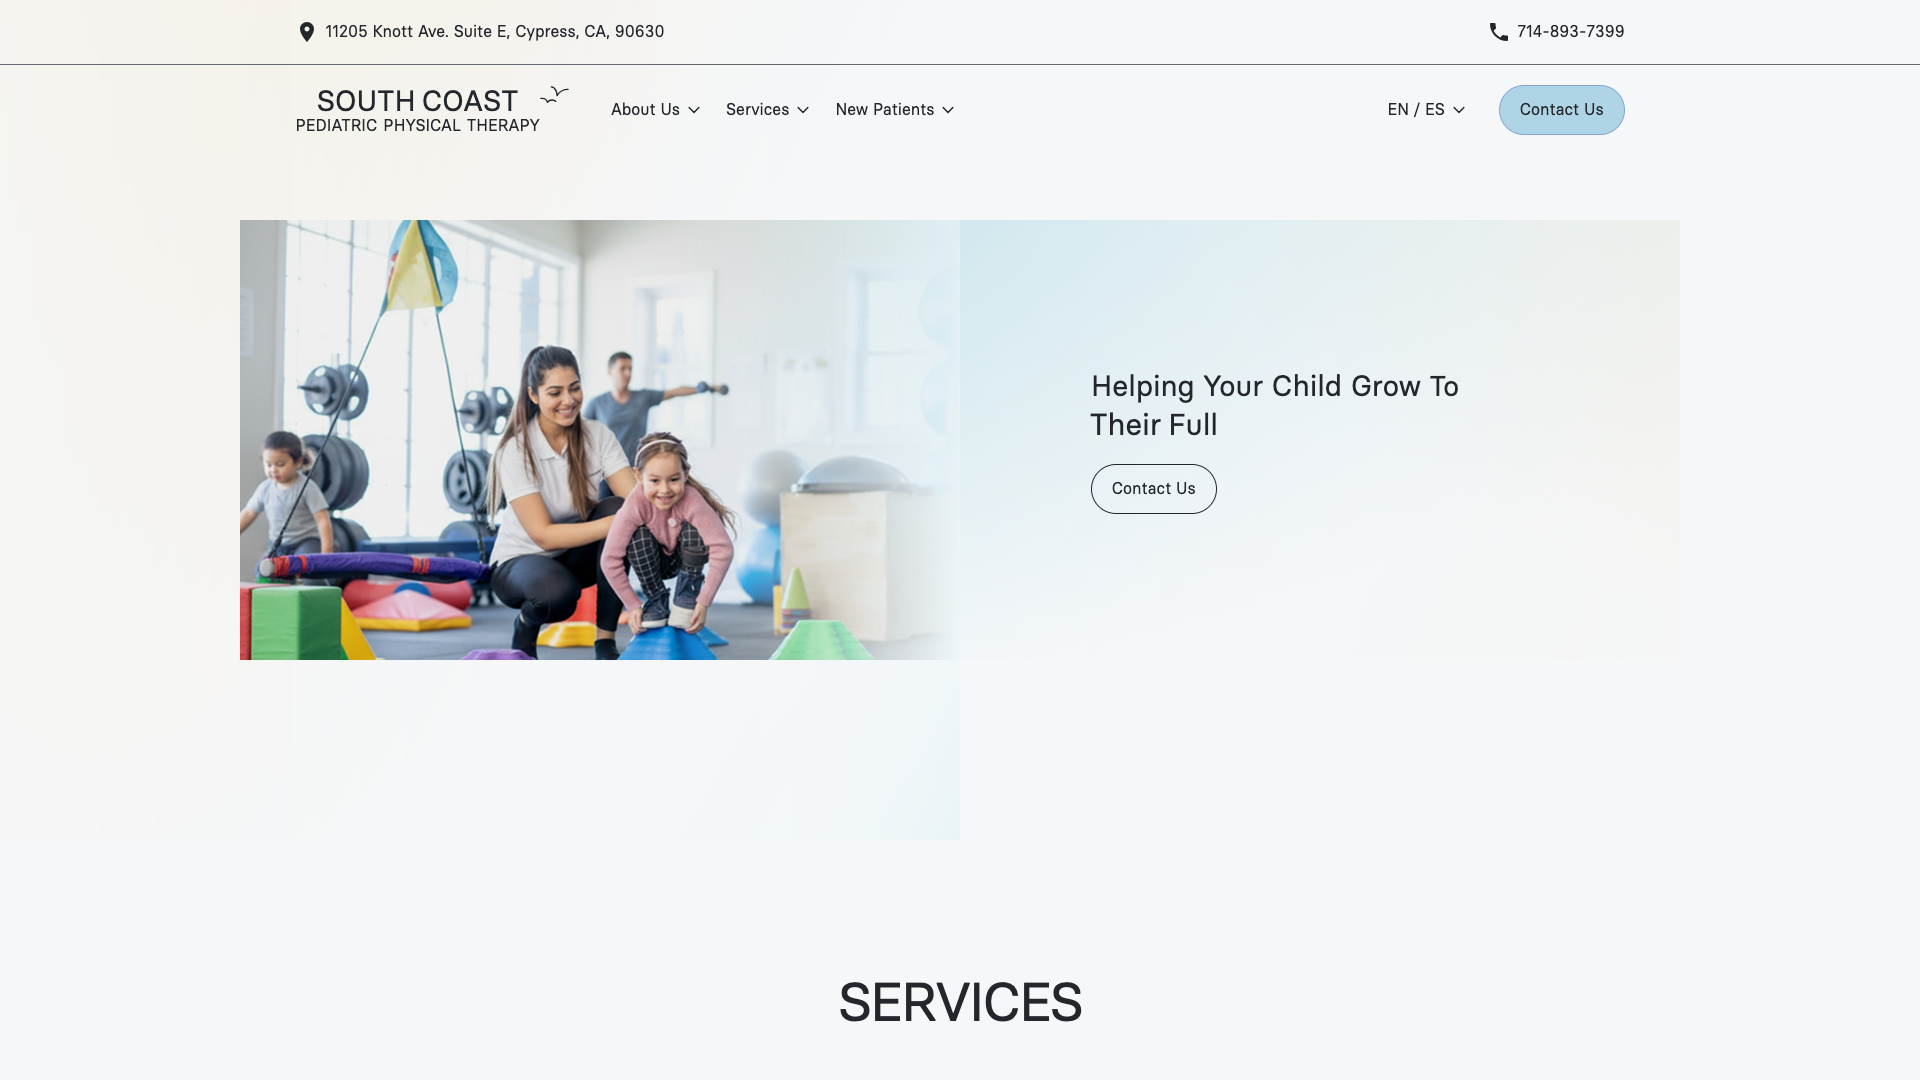 11205 Knott Ave. Suite E, Cypress, CA, 90630
714-893-7399
SOUTH COAST
PEDIATRIC PHYSICAL THERAPY
About Us
Services
New Patients
EN / ES
Contact Us
Helping Your Child Grow To
Their Full
Contact Us
SERVICES